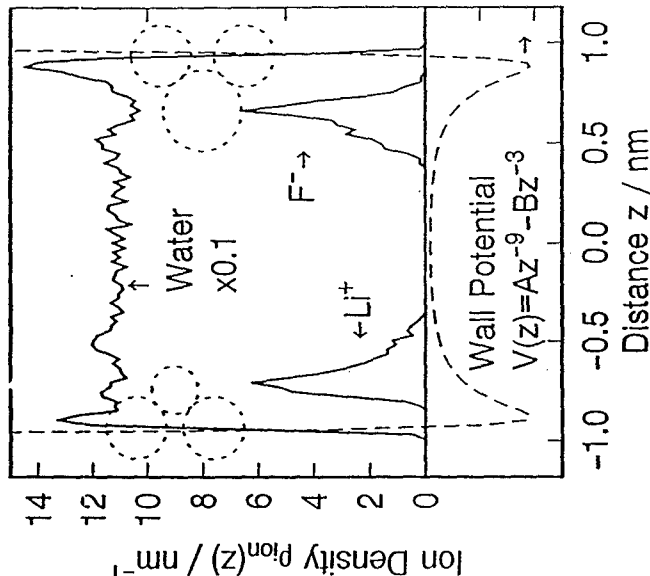 Ion Density ρion(z) / nm⁻¹
14
12
10
8
6
4
2
0
Water
x0.1
F⁻
Li⁺
Wall Potential
V(z)=Az⁻⁹−Bz⁻³
-1.0
-0.5
0.0
0.5
1.0
Distance z / nm